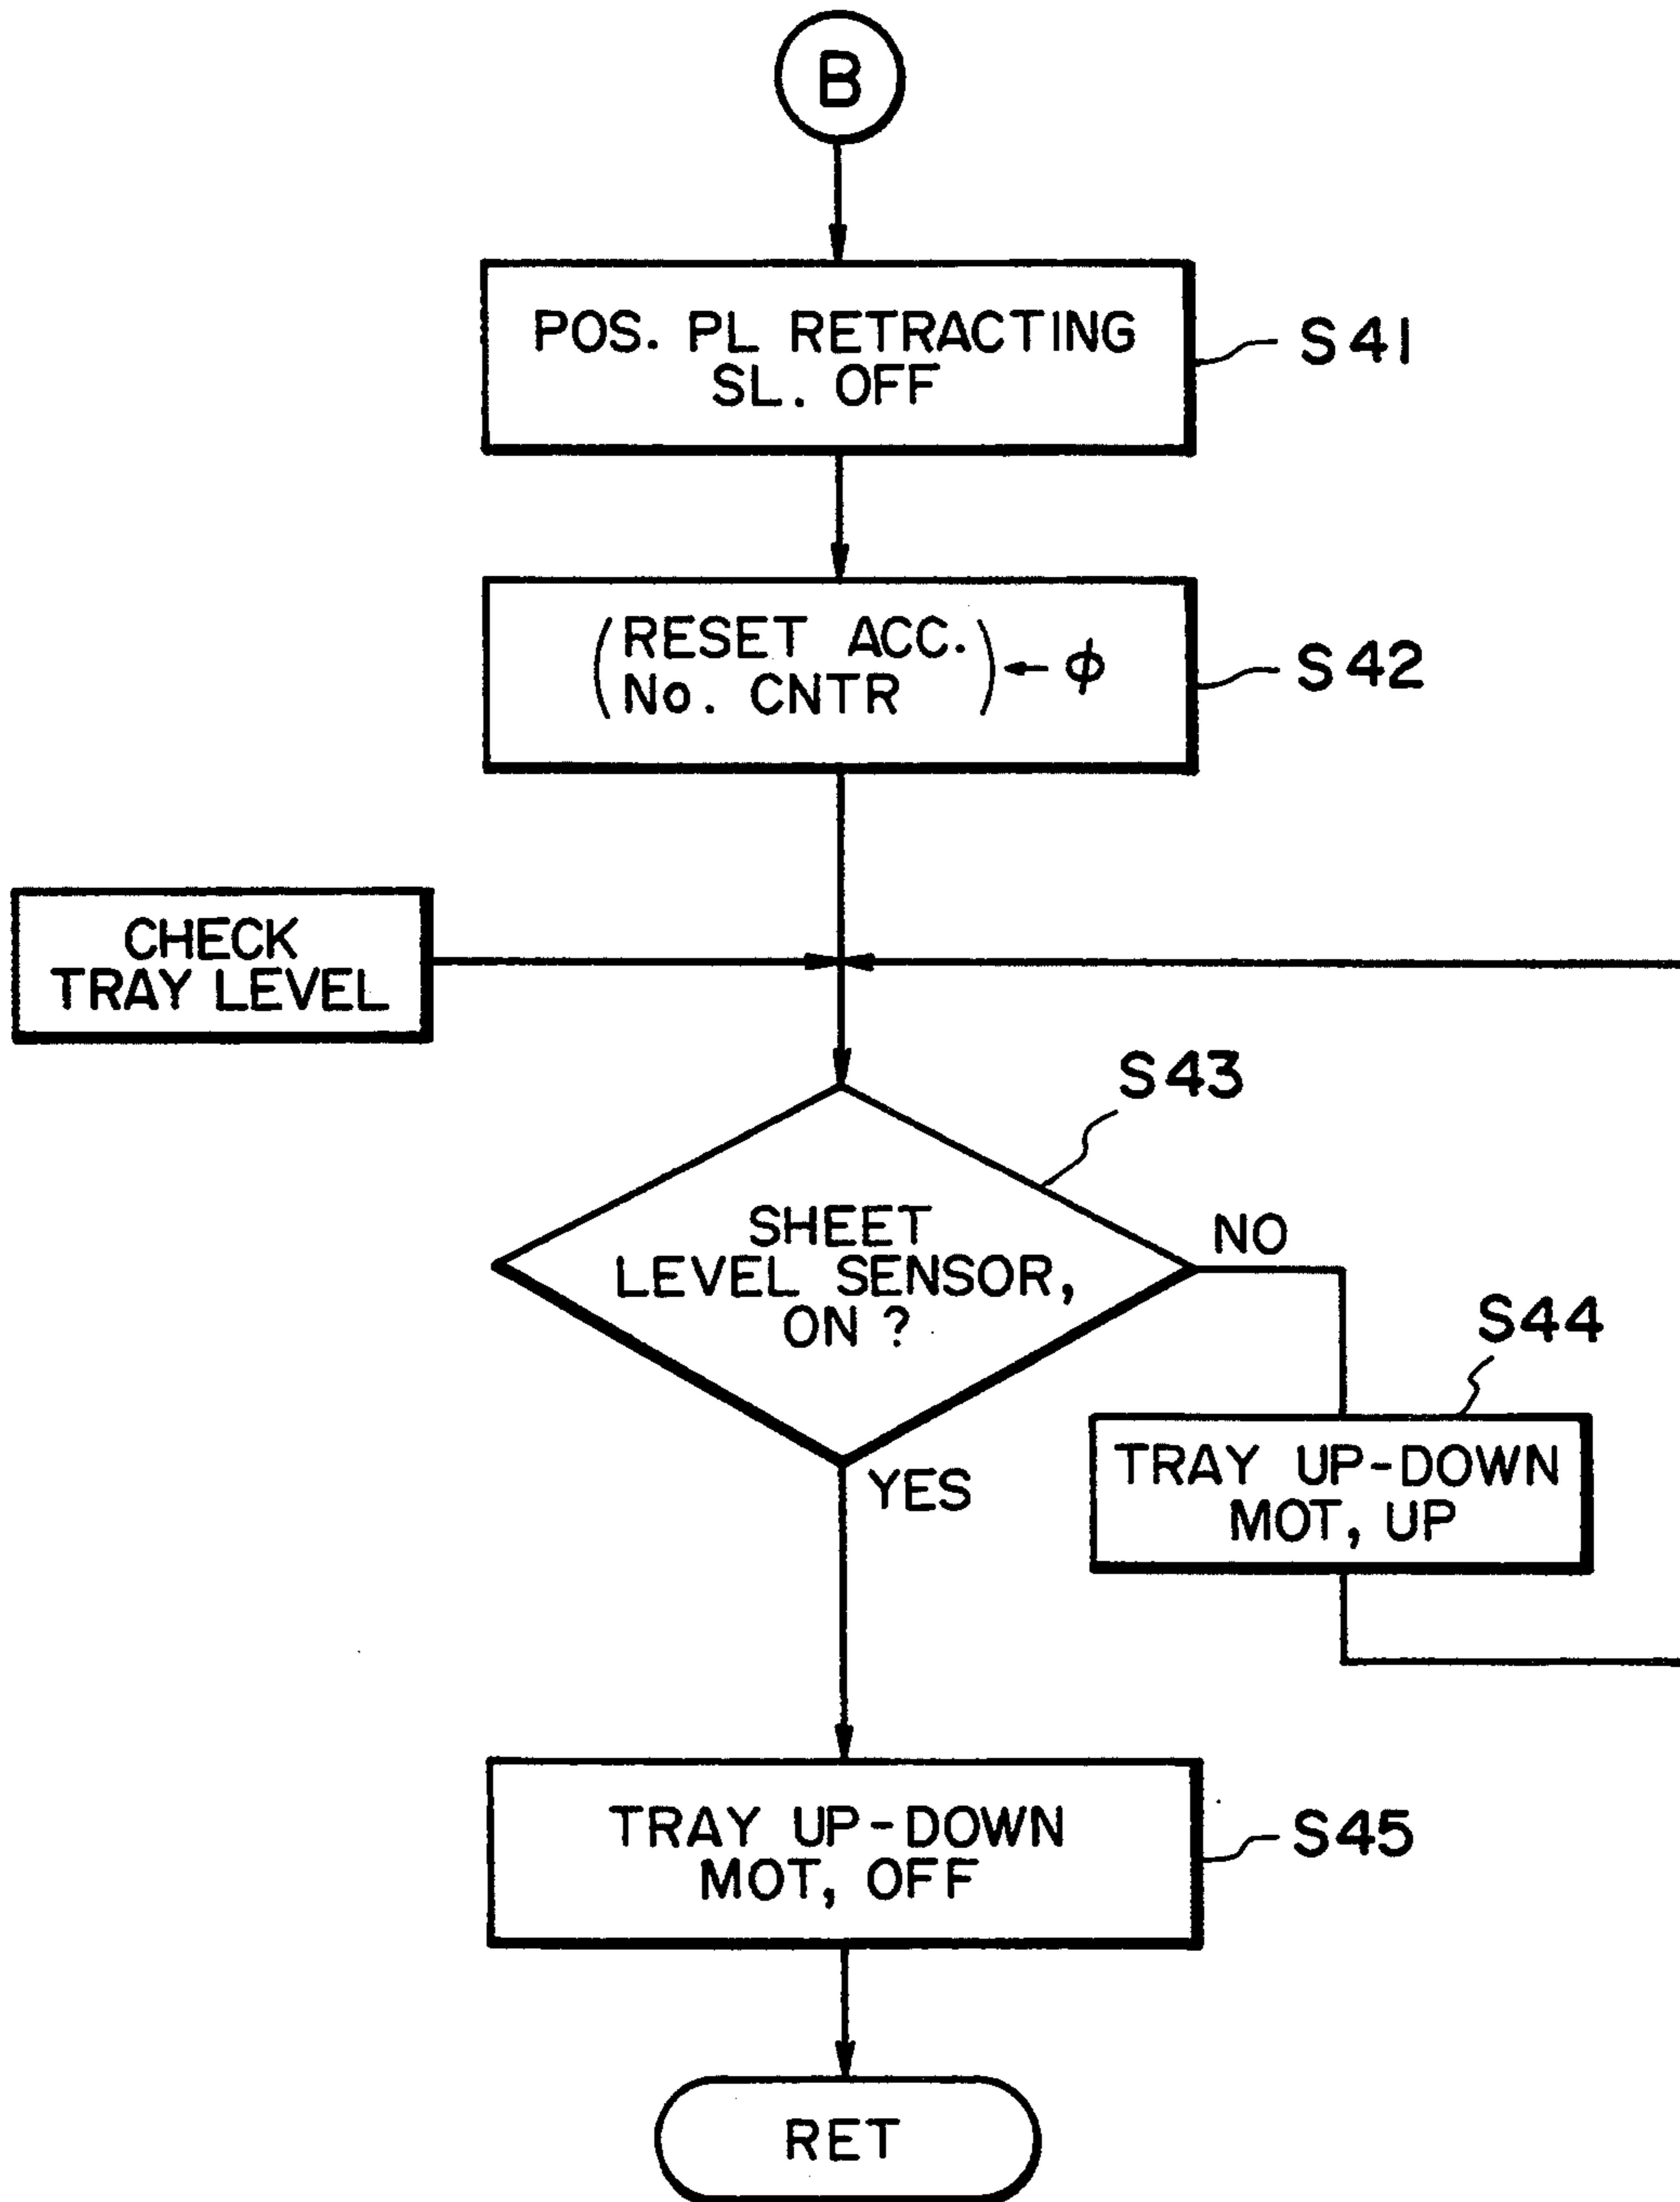 B
POS. PL RETRACTING
SL. OFF
S41
(RESET ACC.
No. CNTR) ← ϕ
S42
CHECK
TRAY LEVEL
S43
SHEET
LEVEL SENSOR,
ON ?
NO
YES
S44
TRAY UP-DOWN
MOT, UP
TRAY UP-DOWN
MOT, OFF
S45
RET